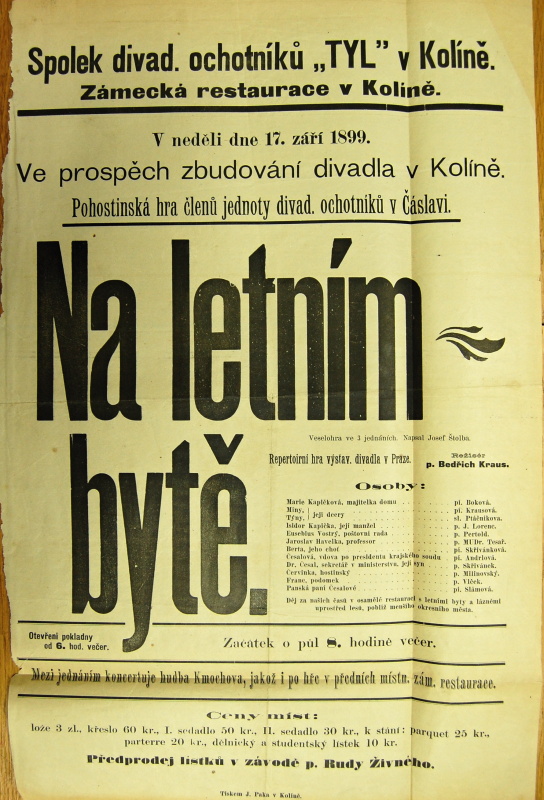 Spolek divad. ochotníků „TYL” v Kolíně.
Zámecká restaurace v Kolíně.
V neděli dne 17. září 1899.
Ve prospěch zbudování divadla v Kolíně.
Pohostinská hra členů jednoty divad. ochotníků v Čáslavi.
Na letním
bytě.
Veselohra ve 3 jednáních. Napsal Josef Štolba.
Repertoirní hra výstav. divadla v Praze.
Režisér
p. Bedřich Kraus.
Osoby:
Marie Kapičková, majitelka domu . . . pí. Boková.
Miny, } její dcery . . . pí. Krausová.
Týny, . . . sl. Ptáčníkova.
Isidor Kapička, její manžel . . . p. J. Lorenc.
Eusebius Vostrý, poštovní rada . . . p. Pertold.
Jaroslav Havelka, professor . . . p. MUDr. Tesař.
Berta, jeho choť . . . pí. Skřivánková.
Cesalová, vdova po presidentu krajského soudu . pí. Andrlová.
Dr. Cesal, sekretář v ministerstvu, její syn . . p. Skřivánek.
Červinka, hostinský . . . p. Milinovský.
Franc, podomek . . . p. Vlček.
Panská paní Cesalové . . . pí. Slámová.
Děj za našich časů v osamělé restauraci s letními byty a lázněmi
uprostřed lesů, poblíž menšího okresního města.
Otevření pokladny
od 6. hod. večer.
Začátek o půl 8. hodině večer.
Mezi jednáním koncertuje hudba Kmochova, jakož i po hře v předních místn. zám. restaurace.
Ceny míst:
lože 3 zl., křeslo 60 kr., I. sedadlo 50 kr., II. sedadlo 30 kr., k stání: parquet 25 kr.,
parterre 20 kr., dělnický a studentský lístek 10 kr.
Předprodej lístků v závodě p. Rudy Živného.
Tiskem J. Paka v Kolíně.